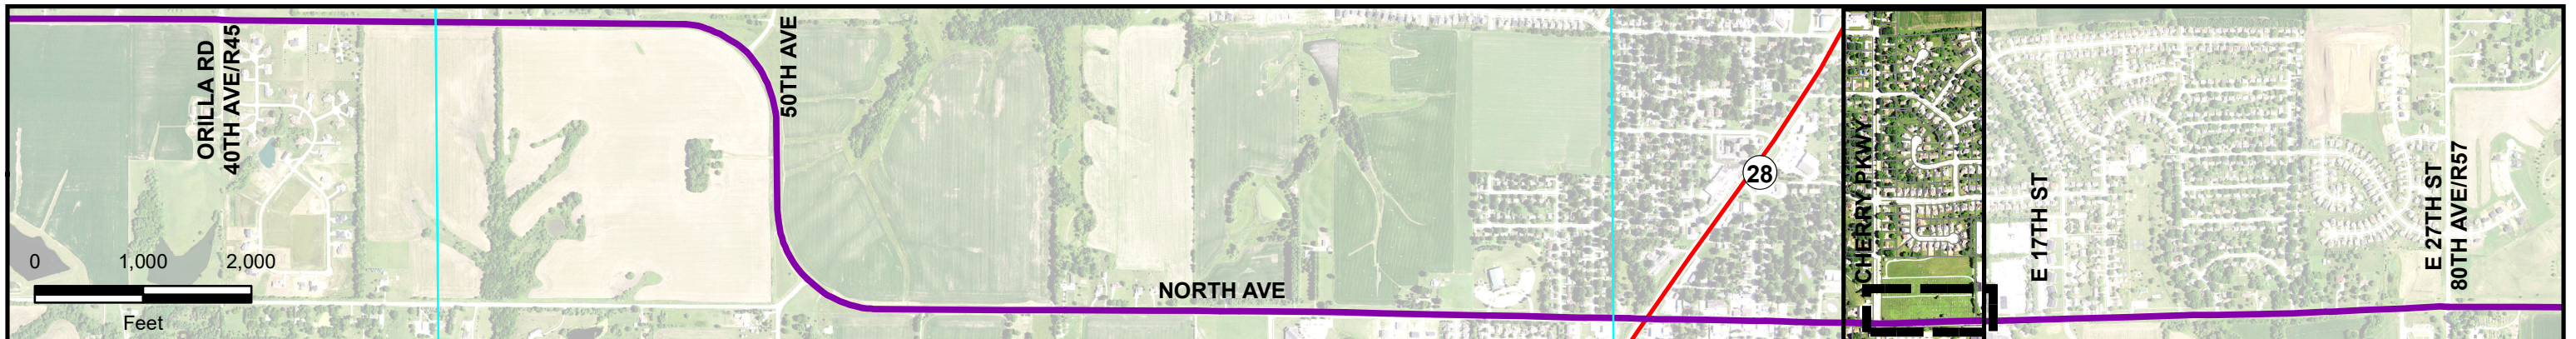 ORILLA RD
40TH AVE/R45
50TH AVE
NORTH AVE
28
CHERRY PKWY
E 17TH ST
E 27TH ST
80TH AVE/R57
0 1,000 2,000
Feet